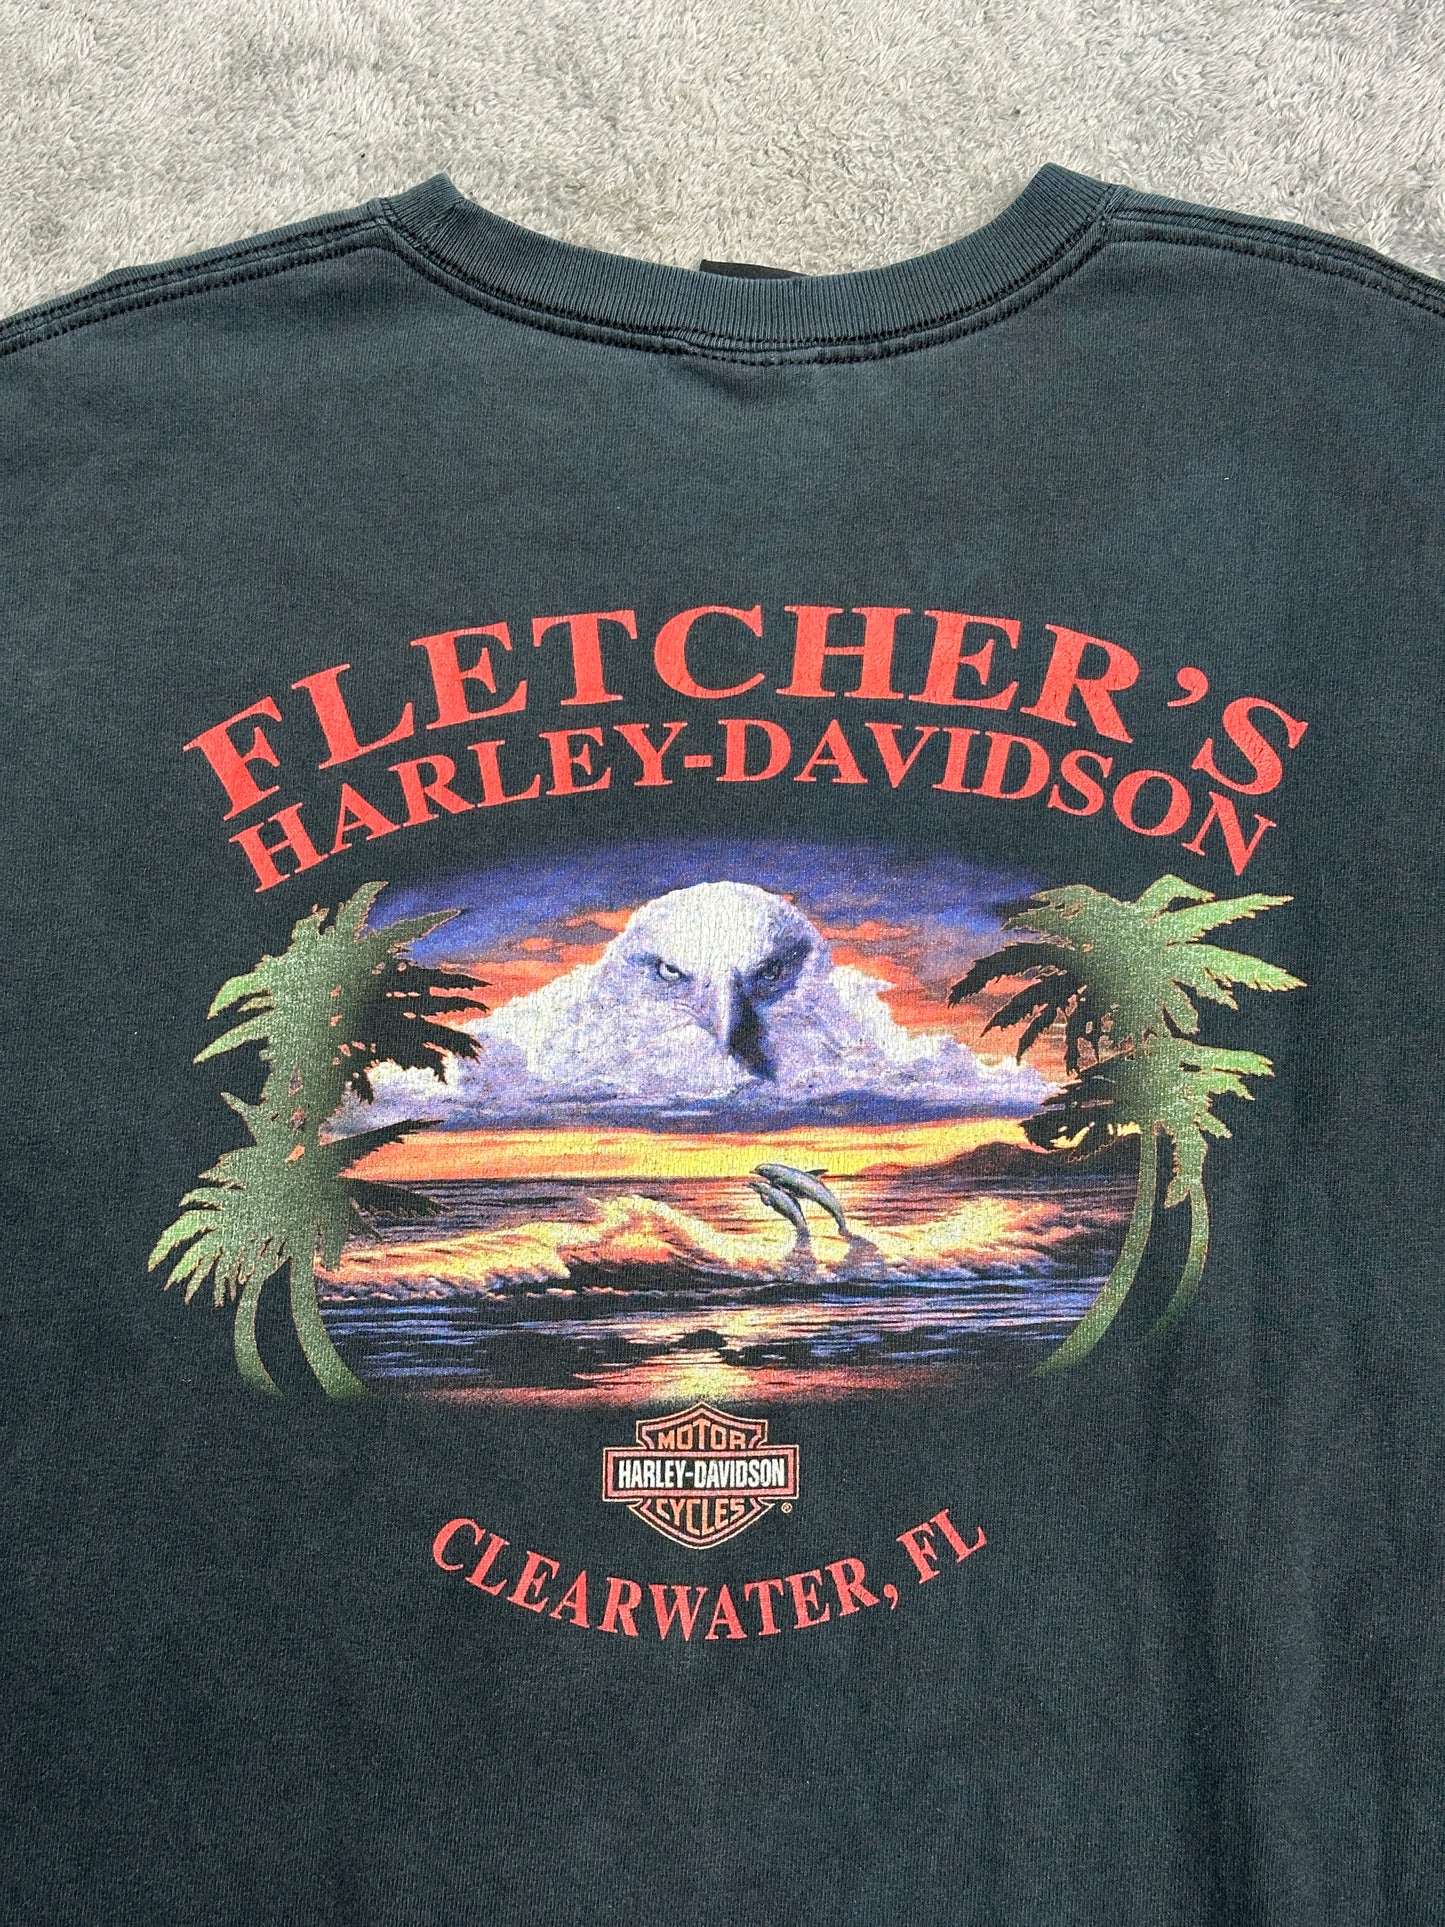 FLETCHER'S
HARLEY-DAVIDSON
MOTOR
HARLEY-DAVIDSON
CYCLES ®
CLEARWATER, FL